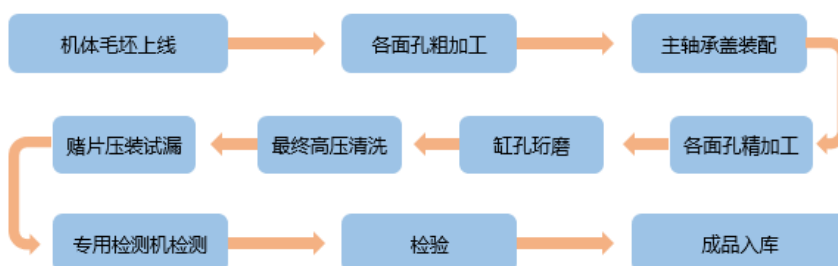 机体毛坯上线
各面孔粗加工
主轴承盖装配
各面孔精加工
缸孔珩磨
最终高压清洗
赌片压装试漏
专用检测机检测
检验
成品入库